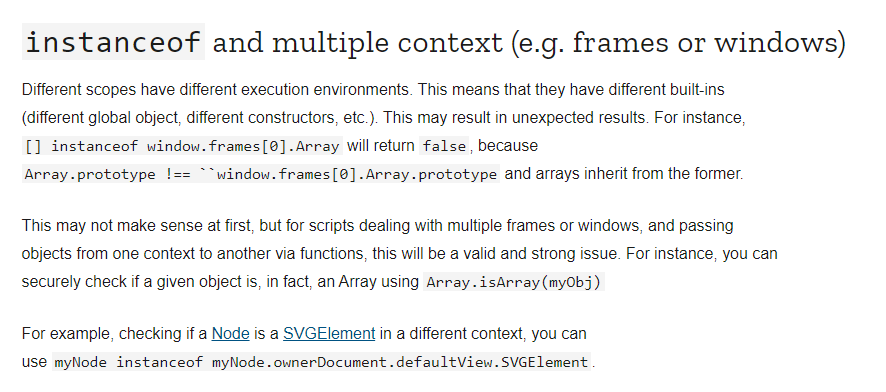 instanceof and multiple context (e.g. frames or windows)
Different scopes have different execution environments. This means that they have different built-ins
(different global object, different constructors, etc.). This may result in unexpected results. For instance,
[] instanceof window.frames[0].Array will return false, because
Array.prototype !== ``window.frames[0].Array.prototype and arrays inherit from the former.
This may not make sense at first, but for scripts dealing with multiple frames or windows, and passing
objects from one context to another via functions, this will be a valid and strong issue. For instance, you can
securely check if a given object is, in fact, an Array using Array.isArray(myObj)
For example, checking if a Node is a SVGElement in a different context, you can
use myNode instanceof myNode.ownerDocument.defaultView.SVGElement.